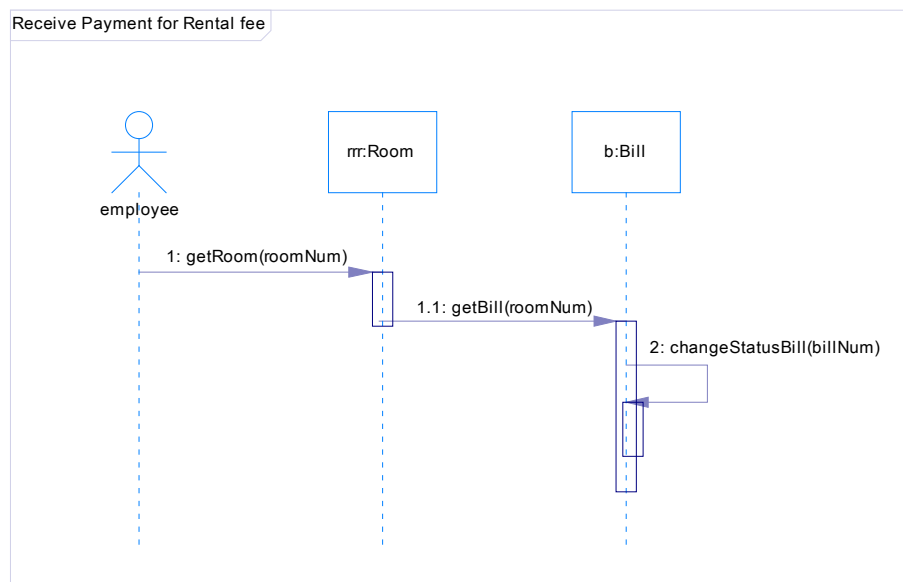 Receive Payment for Rental fee
rrr:Room
b:Bill
employee
1: getRoom(roomNum)
1.1: getBill(roomNum)
2: changeStatusBill(billNum)